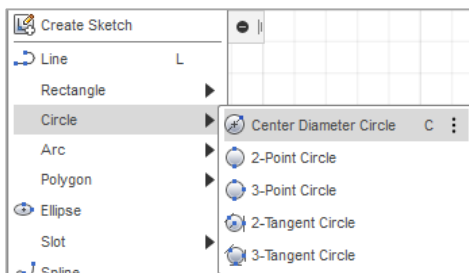 Create Sketch
Line L
Rectangle
Circle
Center Diameter Circle C
Arc
2-Point Circle
Polygon
3-Point Circle
Ellipse
2-Tangent Circle
Slot
3-Tangent Circle
Spline